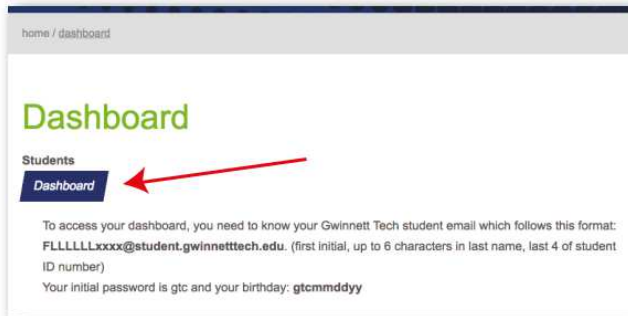 home / dashboard
Dashboard
Students
Dashboard
To access your dashboard, you need to know your Gwinnett Tech student email which follows this format:
FLLLLLLxxxx@student.gwinnetttech.edu. (first initial, up to 6 characters in last name, last 4 of student
ID number)
Your initial password is gtc and your birthday: gtcmmddyy